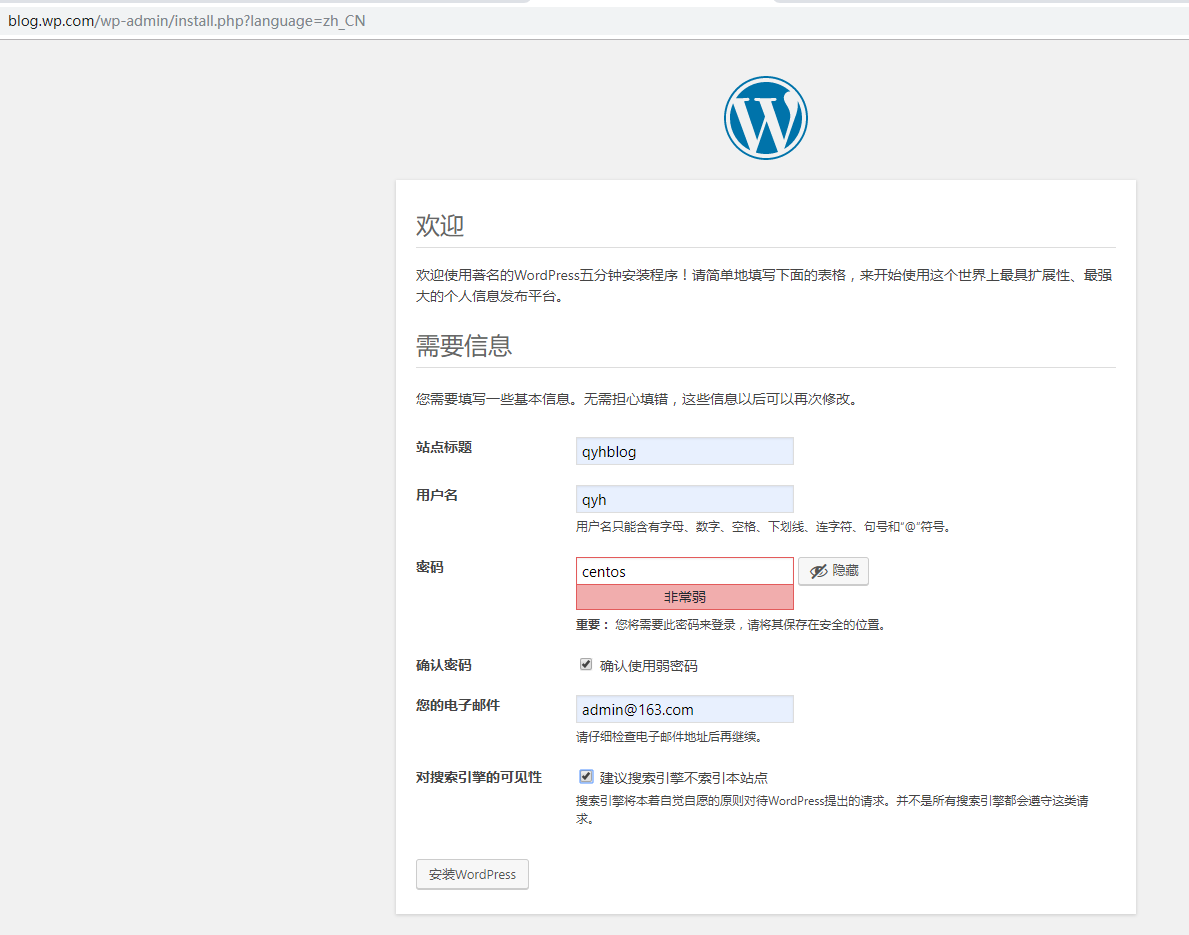 blog.wp.com/wp-admin/install.php?language=zh_CN
欢迎
欢迎使用著名的WordPress五分钟安装程序！请简单地填写下面的表格，来开始使用这个世界上最具扩展性、最强
大的个人信息发布平台。
需要信息
您需要填写一些基本信息。无需担心填错，这些信息以后可以再次修改。
站点标题 qyhblog
用户名 qyh
用户名只能含有字母、数字、空格、下划线、连字符、句号和“@”符号。
密码 centos 隐藏
非常弱
重要： 您将需要此密码来登录，请将其保存在安全的位置。
确认密码 确认使用弱密码
您的电子邮件 admin@163.com
请仔细检查电子邮件地址后再继续。
对搜索引擎的可见性 建议搜索引擎不索引本站点
搜索引擎将本着自觉自愿的原则对待WordPress提出的请求。并不是所有搜索引擎都会遵守这类请
求。
安装WordPress